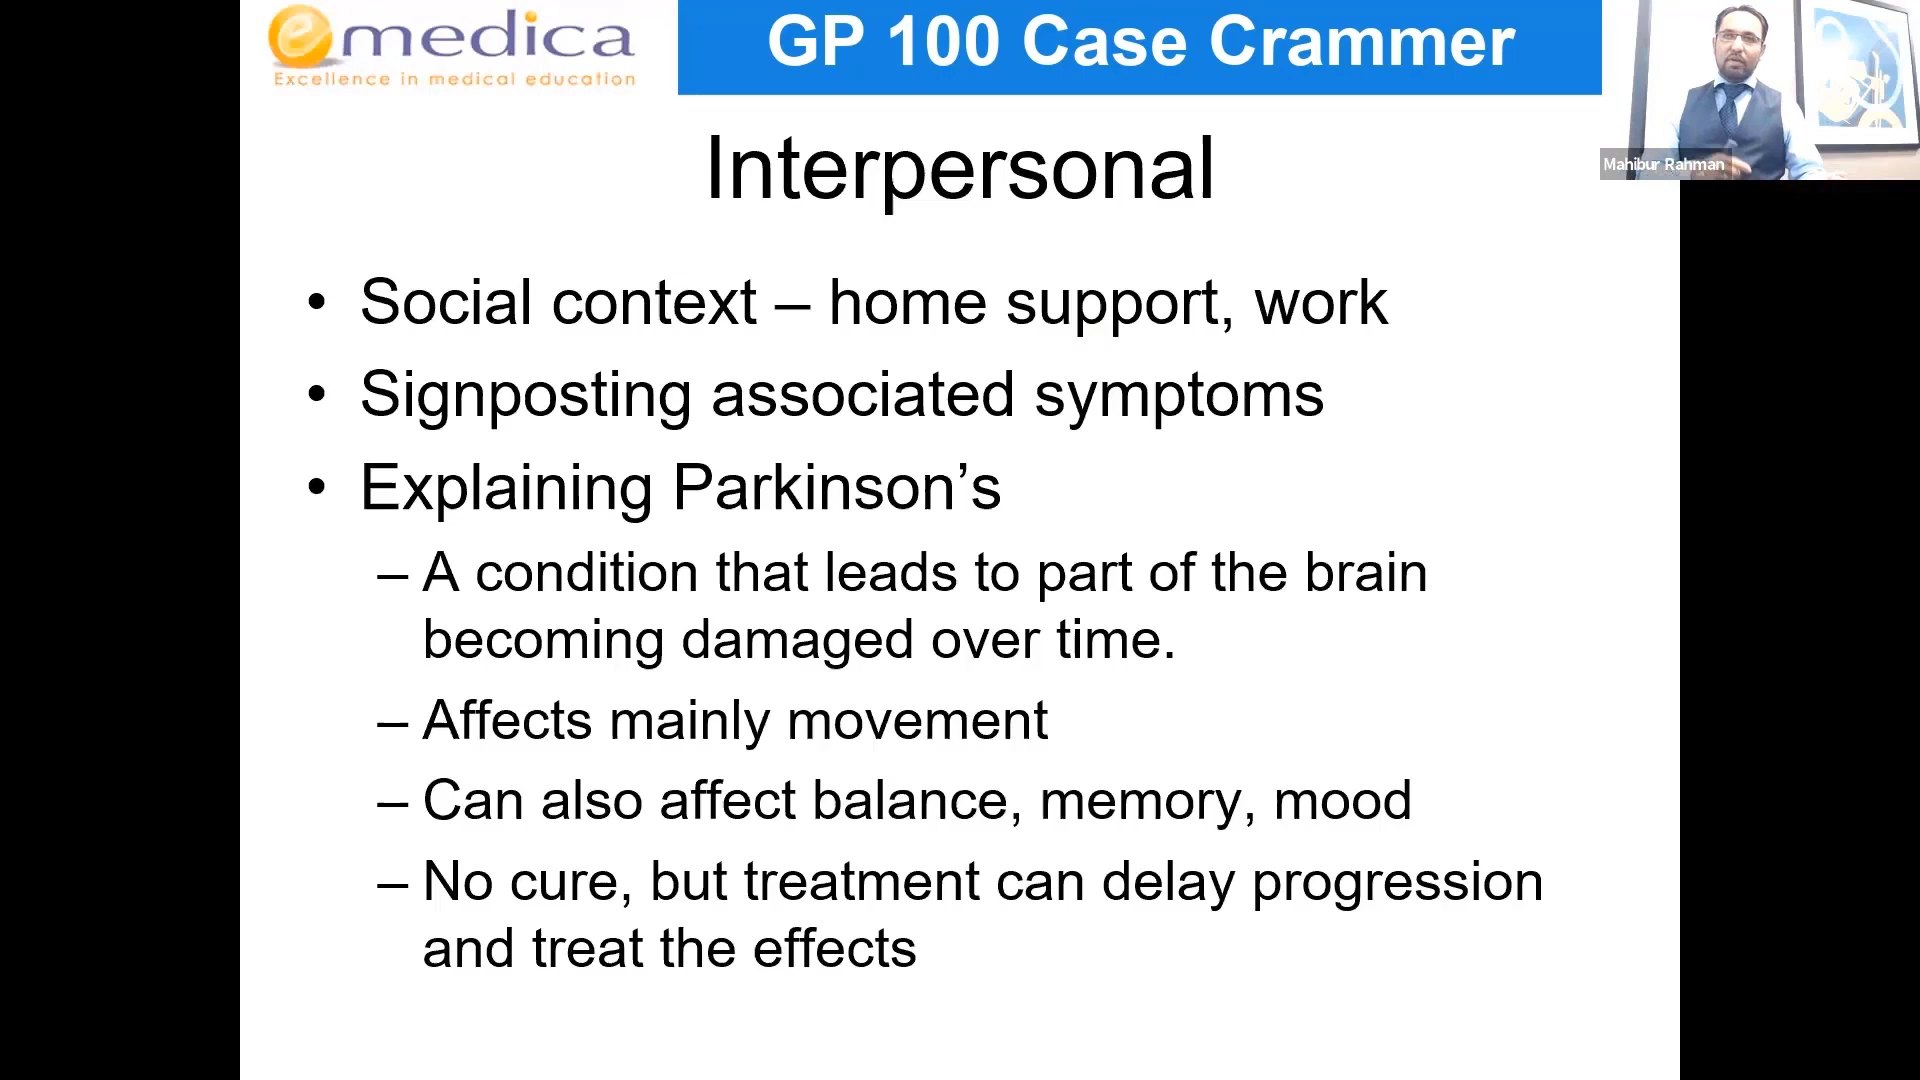 emedica
Excellence in medical education
GP 100 Case Crammer
Mahibur Rahman
Interpersonal
• Social context – home support, work
• Signposting associated symptoms
• Explaining Parkinson’s
– A condition that leads to part of the brain
becoming damaged over time.
– Affects mainly movement
– Can also affect balance, memory, mood
– No cure, but treatment can delay progression
and treat the effects